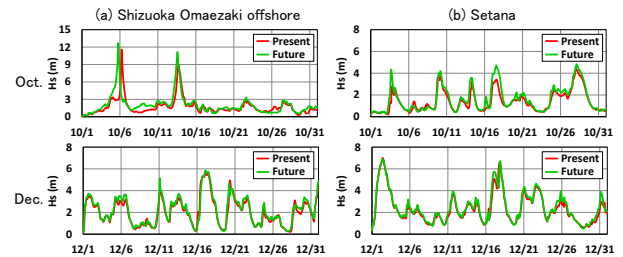 (a) Shizuoka Omaezaki offshore
(b) Setana
Oct.
Hs (m)
15
12
9
6
3
0
Present
Future
10/1 10/6 10/11 10/16 10/21 10/26 10/31
Hs (m)
8
6
4
2
0
Present
Future
10/1 10/6 10/11 10/16 10/21 10/26 10/31
Dec.
Hs (m)
8
6
4
2
0
Present
Future
12/1 12/6 12/11 12/16 12/21 12/26 12/31
Hs (m)
8
6
4
2
0
Present
Future
12/1 12/6 12/11 12/16 12/21 12/26 12/31